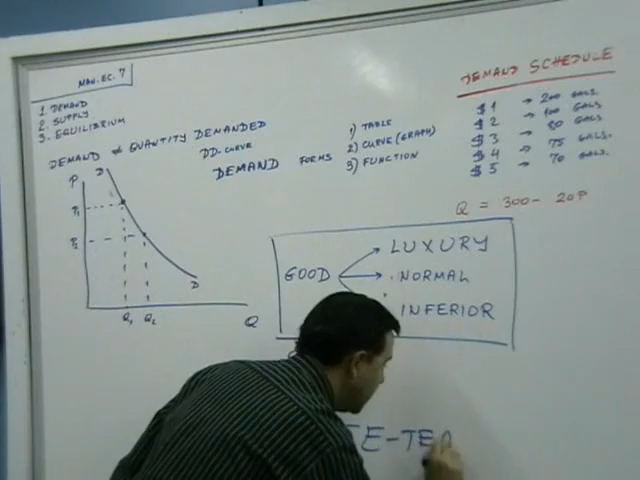 MAN. EC. 7
1. DEMAND
2. SUPPLY
3. EQUILIBRIUM
DEMAND ≠ QUANTITY DEMANDED
DD-CURVE
DEMAND FORMS
1) TABLE
2) CURVE (GRAPH)
3) FUNCTION
DEMAND SCHEDULE
$1 → 200 GALS.
$2 → 100 GALS
$3 → 80 GALS
$4 → 75 GALS.
$5 → 70 GALS.
Q = 300 - 20P
P
D
P1
P2
D
Q1 Q2 Q
GOOD
LUXURY
NORMAL
INFERIOR
E-TE